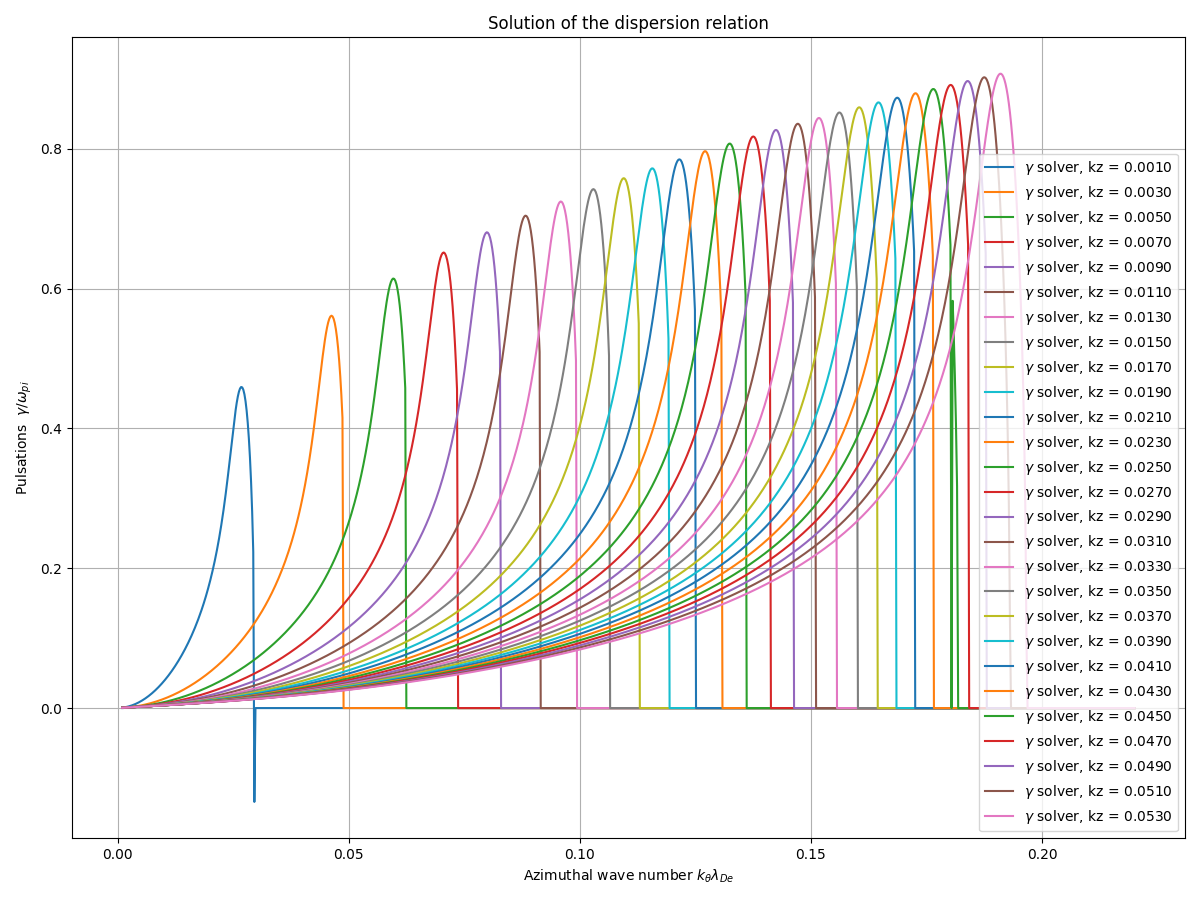 Solution of the dispersion relation
Pulsations γ/ω_pi
0.8
0.6
0.4
0.2
0.0
0.00
0.05
0.10
0.15
0.20
Azimuthal wave number k_θλ_De
γ solver, kz = 0.0010
γ solver, kz = 0.0030
γ solver, kz = 0.0050
γ solver, kz = 0.0070
γ solver, kz = 0.0090
γ solver, kz = 0.0110
γ solver, kz = 0.0130
γ solver, kz = 0.0150
γ solver, kz = 0.0170
γ solver, kz = 0.0190
γ solver, kz = 0.0210
γ solver, kz = 0.0230
γ solver, kz = 0.0250
γ solver, kz = 0.0270
γ solver, kz = 0.0290
γ solver, kz = 0.0310
γ solver, kz = 0.0330
γ solver, kz = 0.0350
γ solver, kz = 0.0370
γ solver, kz = 0.0390
γ solver, kz = 0.0410
γ solver, kz = 0.0430
γ solver, kz = 0.0450
γ solver, kz = 0.0470
γ solver, kz = 0.0490
γ solver, kz = 0.0510
γ solver, kz = 0.0530